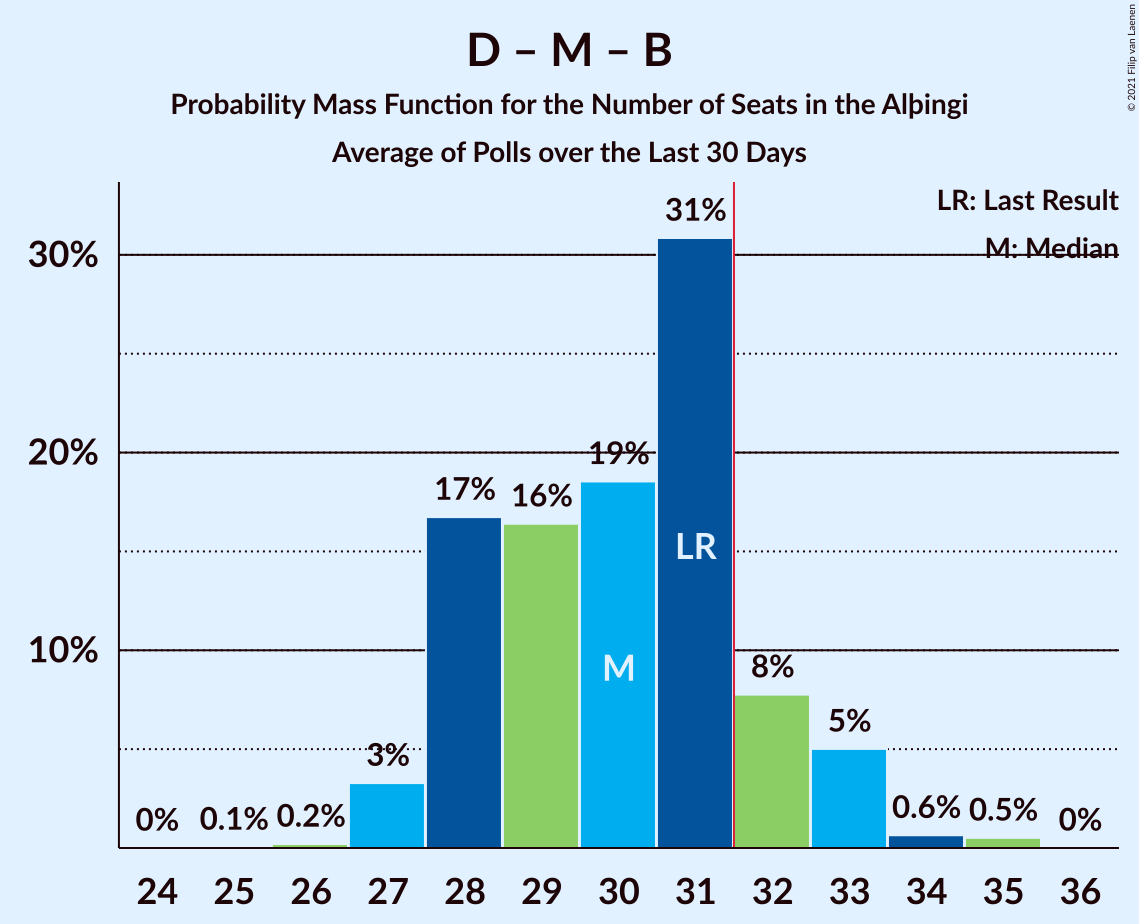 D – M – B
Probability Mass Function for the Number of Seats in the Alþingi
Average of Polls over the Last 30 Days
© 2021 Filip van Laenen
LR: Last Result
M: Median
30%
20%
10%
0%
0.1%
0.2%
3%
17%
16%
19%
31%
8%
5%
0.6%
0.5%
0%
M
LR
24 25 26 27 28 29 30 31 32 33 34 35 36